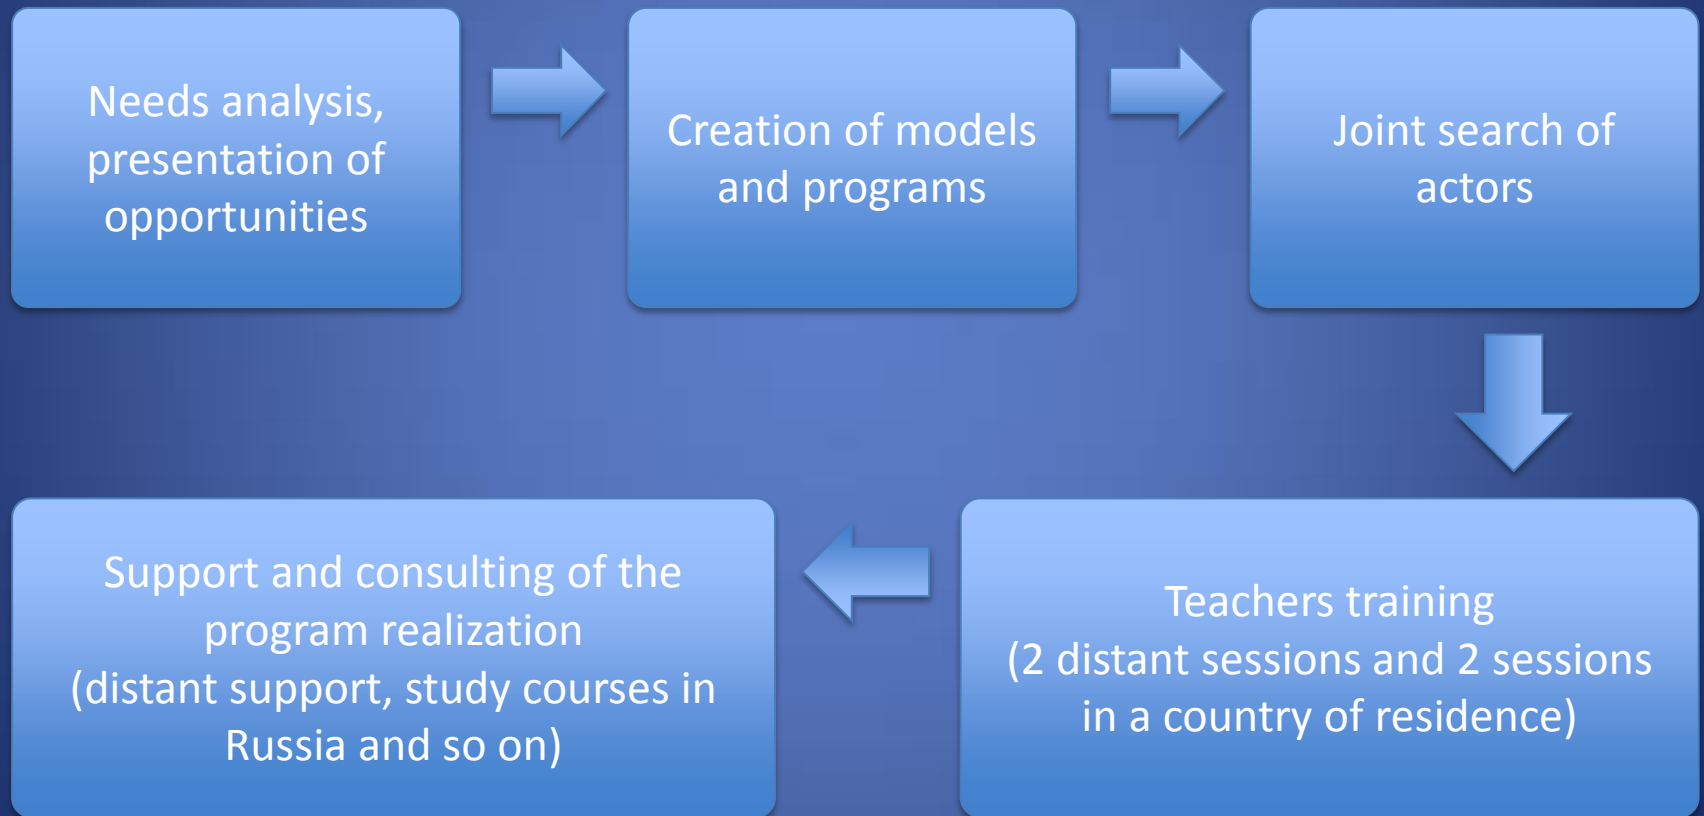 Needs analysis,
presentation of
opportunities
Creation of models
and programs
Joint search of
actors
Teachers training
(2 distant sessions and 2 sessions
in a country of residence)
Support and consulting of the
program realization
(distant support, study courses in
Russia and so on)